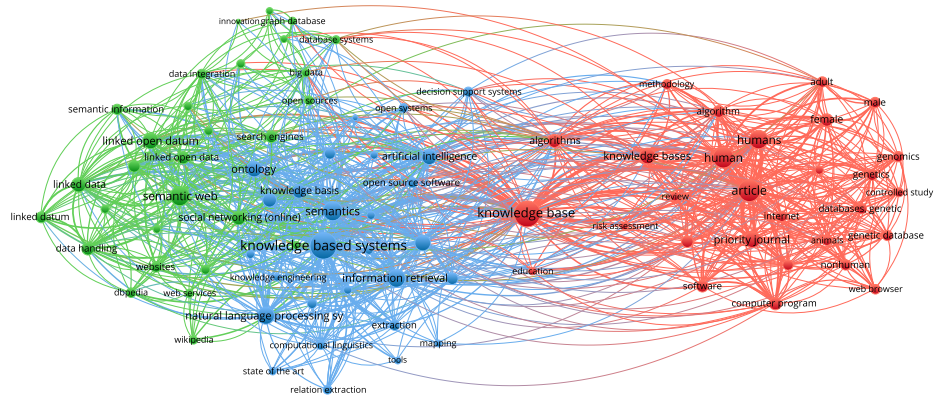 innovation
graph database
database systems
data integration
big data
decision support systems
methodology
adult
open sources
open systems
male
semantic information
algorithm
female
search engines
linked open datum
algorithms
humans
linked open data
artificial intelligence
knowledge bases
human
genomics
ontology
genetics
linked data
open source software
knowledge basis
article
controlled study
semantic web
review
databases, genetic
linked datum
social networking (online)
semantics
knowledge base
internet
risk assessment
data handling
knowledge based systems
priority journal
animals
genetic database
websites
nonhuman
education
knowledge engineering
information retrieval
software
web browser
dbpedia
web services
computer program
natural language processing sy
extraction
wikipedia
computational linguistics
mapping
tools
state of the art
relation extraction